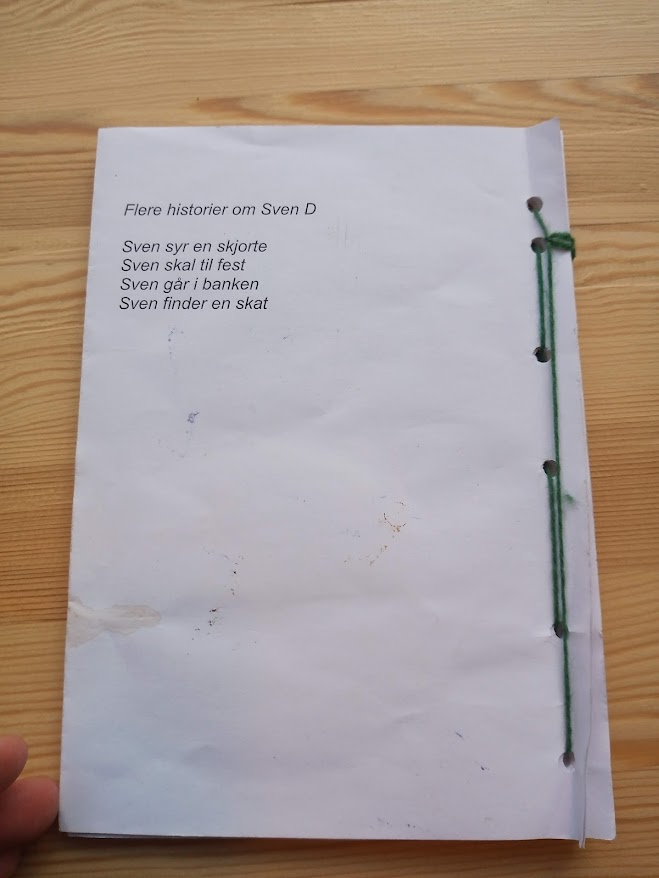 Flere historier om Sven D
Sven syr en skjorte
Sven skal til fest
Sven går i banken
Sven finder en skat